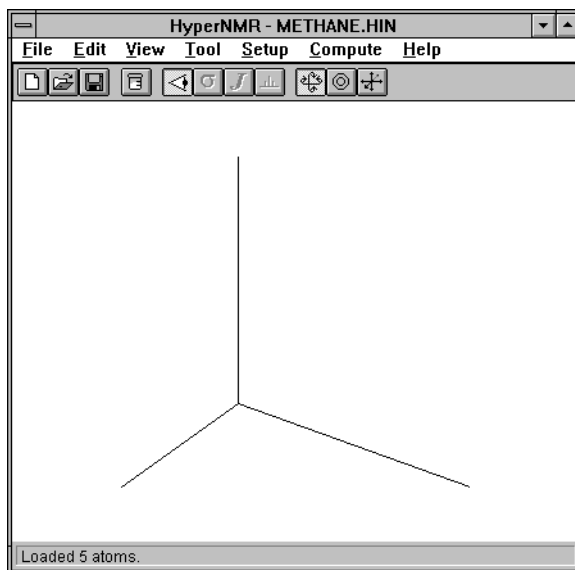 HyperNMR - METHANE.HIN
File Edit View Tool Setup Compute Help
σ J
Loaded 5 atoms.